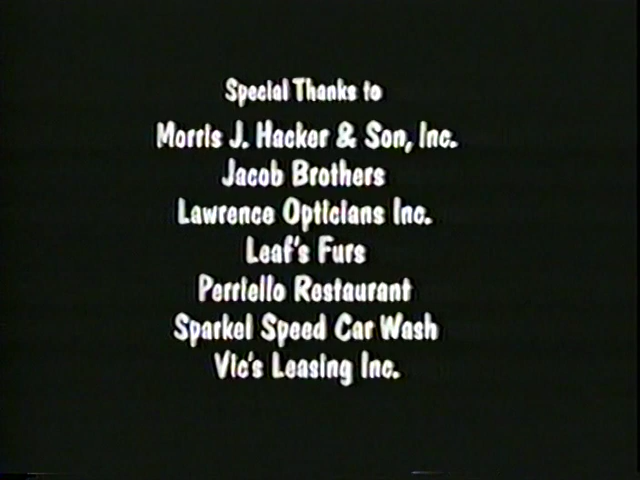 Special Thanks to
Morris J. Hacker & Son, Inc.
Jacob Brothers
Lawrence Opticians Inc.
Leaf's Furs
Perriello Restaurant
Sparkel Speed Car Wash
Vic's Leasing Inc.